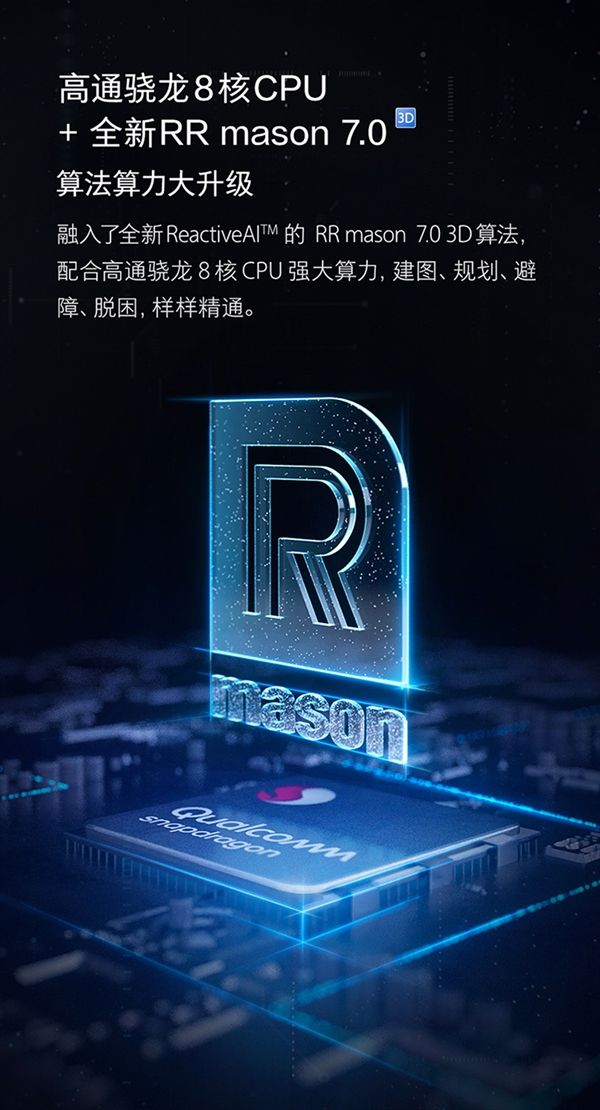 高通骁龙8核CPU
+ 全新RR mason 7.0 3D
算法算力大升级
融入了全新ReactiveAI™ 的 RR mason 7.0 3D算法,
配合高通骁龙 8 核 CPU 强大算力, 建图、规划、避
障、脱困, 样样精通。
R
mason
Qualcomm
snapdragon